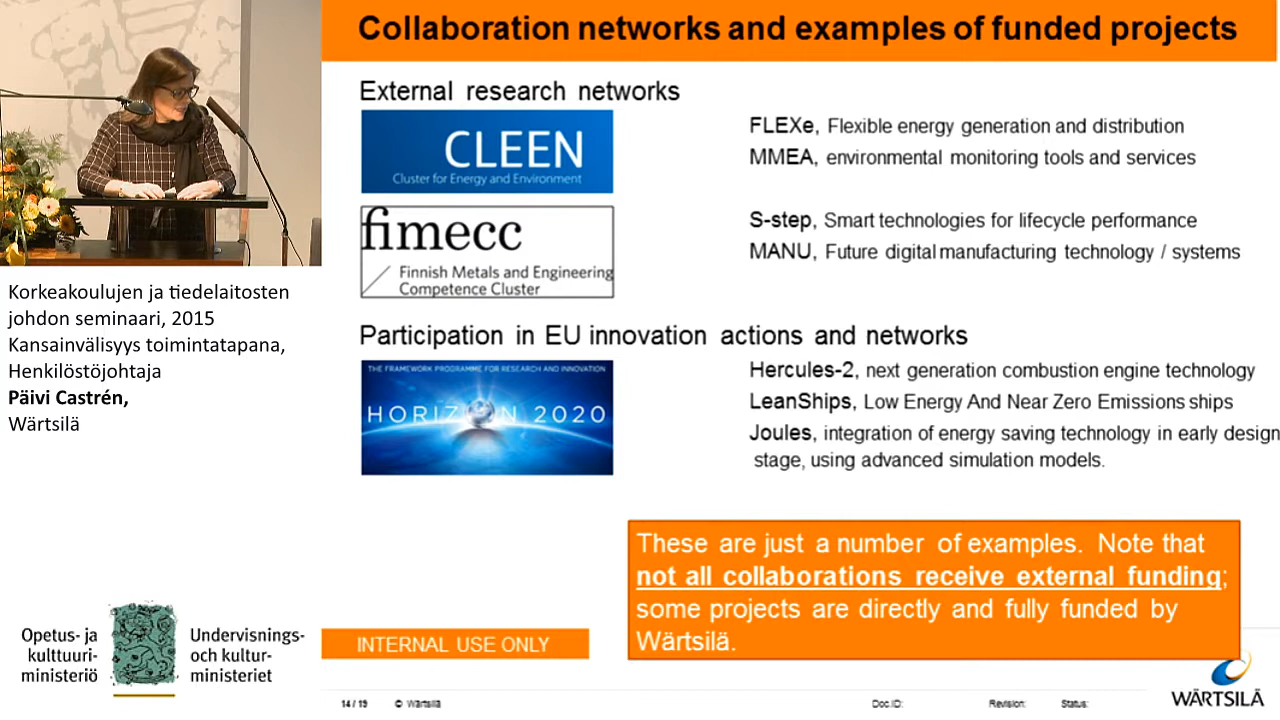 Collaboration networks and examples of funded projects
External research networks
CLEEN
Cluster for Energy and Environment
FLEXe, Flexible energy generation and distribution
MMEA, environmental monitoring tools and services
fimecc
Finnish Metals and Engineering
Competence Cluster
S-step, Smart technologies for lifecycle performance
MANU, Future digital manufacturing technology / systems
Participation in EU innovation actions and networks
THE FRAMEWORK PROGRAMME FOR RESEARCH AND INNOVATION
HORIZON 2020
Hercules-2, next generation combustion engine technology
LeanShips, Low Energy And Near Zero Emissions ships
Joules, integration of energy saving technology in early design
stage, using advanced simulation models.
These are just a number of examples. Note that
not all collaborations receive external funding;
some projects are directly and fully funded by
Wärtsilä.
INTERNAL USE ONLY
14 / 19 © Wärtsilä Doc.ID: Revision: Status:
WÄRTSILÄ
Korkeakoulujen ja tiedelaitosten
johdon seminaari, 2015
Kansainvälisyys toimintatapana,
Henkilöstöjohtaja
Päivi Castrén,
Wärtsilä
Opetus- ja
kulttuuri-
ministeriö
Undervisnings-
och kultur-
ministeriet